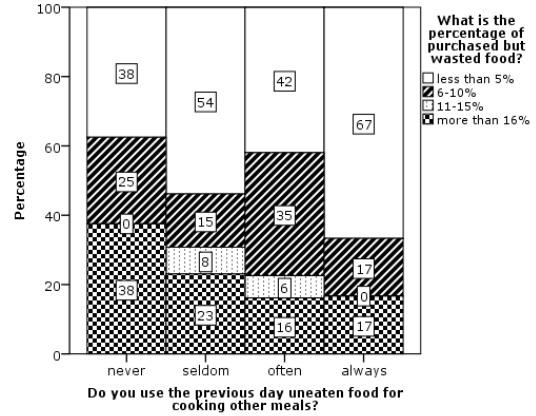 What is the
percentage of
purchased but
wasted food?
less than 5%
6-10%
11-15%
more than 16%
Percentage
100
80
60
40
20
0
38
25
0
38
54
15
8
23
42
35
6
16
67
17
0
17
never seldom often always
Do you use the previous day uneaten food for
cooking other meals?